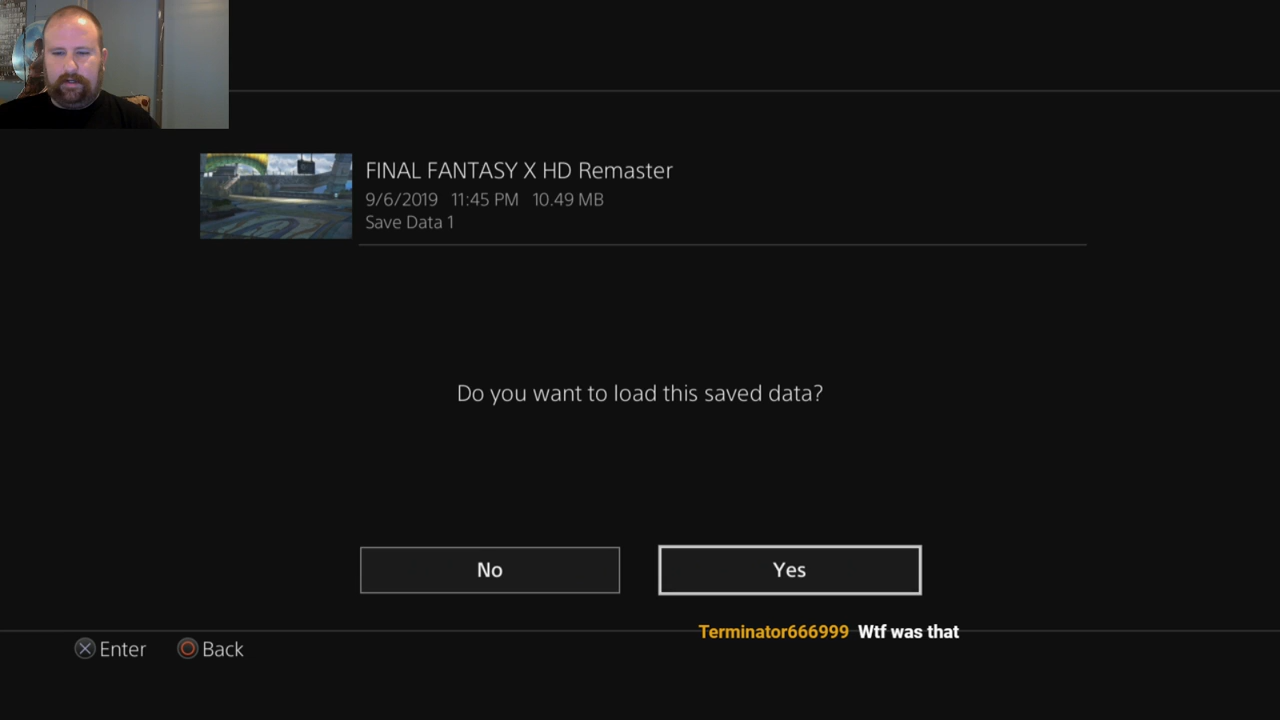 FINAL FANTASY X HD Remaster
9/6/2019 11:45 PM 10.49 MB
Save Data 1
Do you want to load this saved data?
No Yes
Terminator666999 Wtf was that
Enter Back